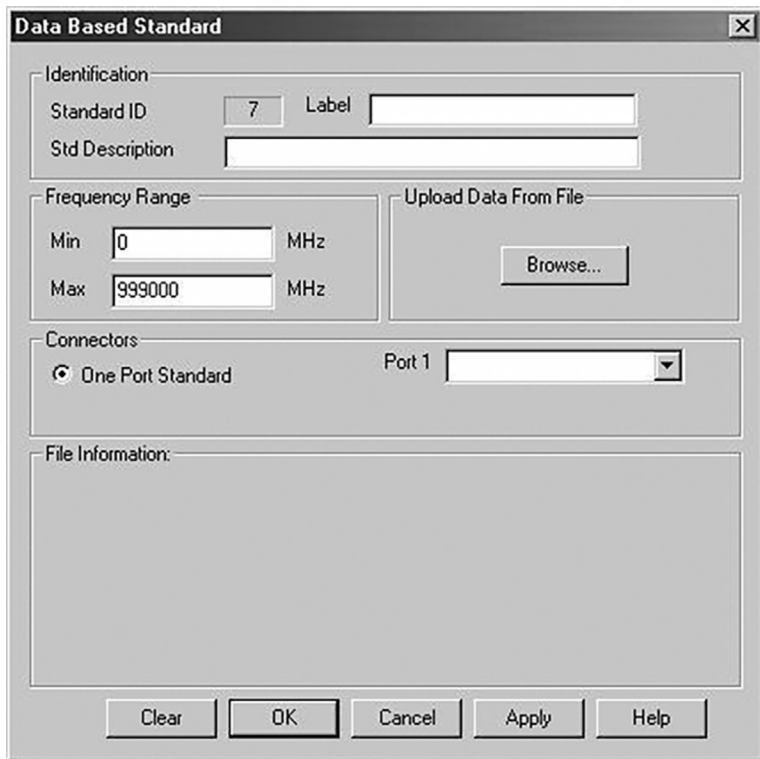 Data Based Standard
Identification
Standard ID 7 Label
Std Description
Frequency Range
Min 0 MHz
Max 999000 MHz
Upload Data From File
Browse...
Connectors
One Port Standard Port 1
File Information:
Clear OK Cancel Apply Help